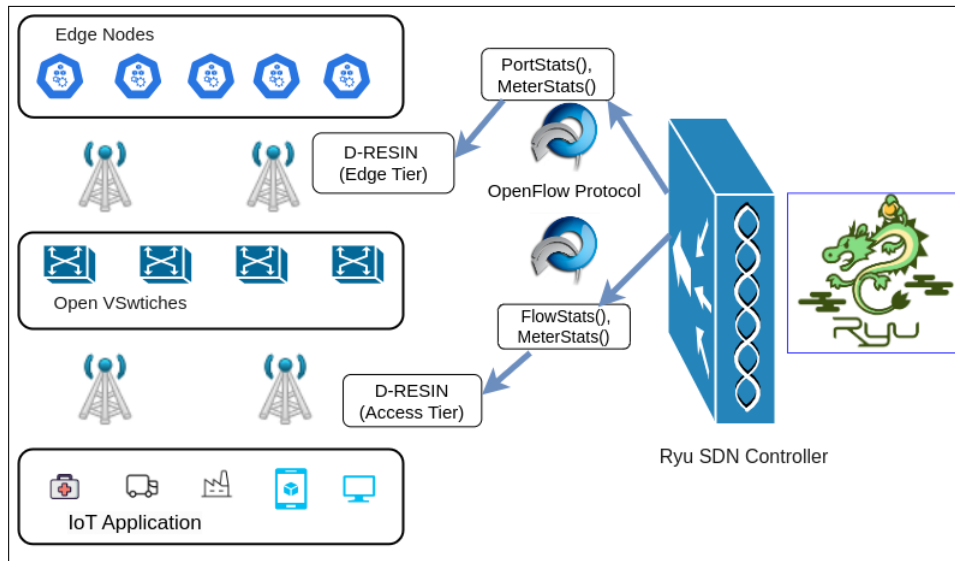 Edge Nodes
PortStats(),
MeterStats()
D-RESIN
(Edge Tier)
OpenFlow Protocol
Open VSwtiches
FlowStats(),
MeterStats()
D-RESIN
(Access Tier)
Ryu
Ryu SDN Controller
IoT Application